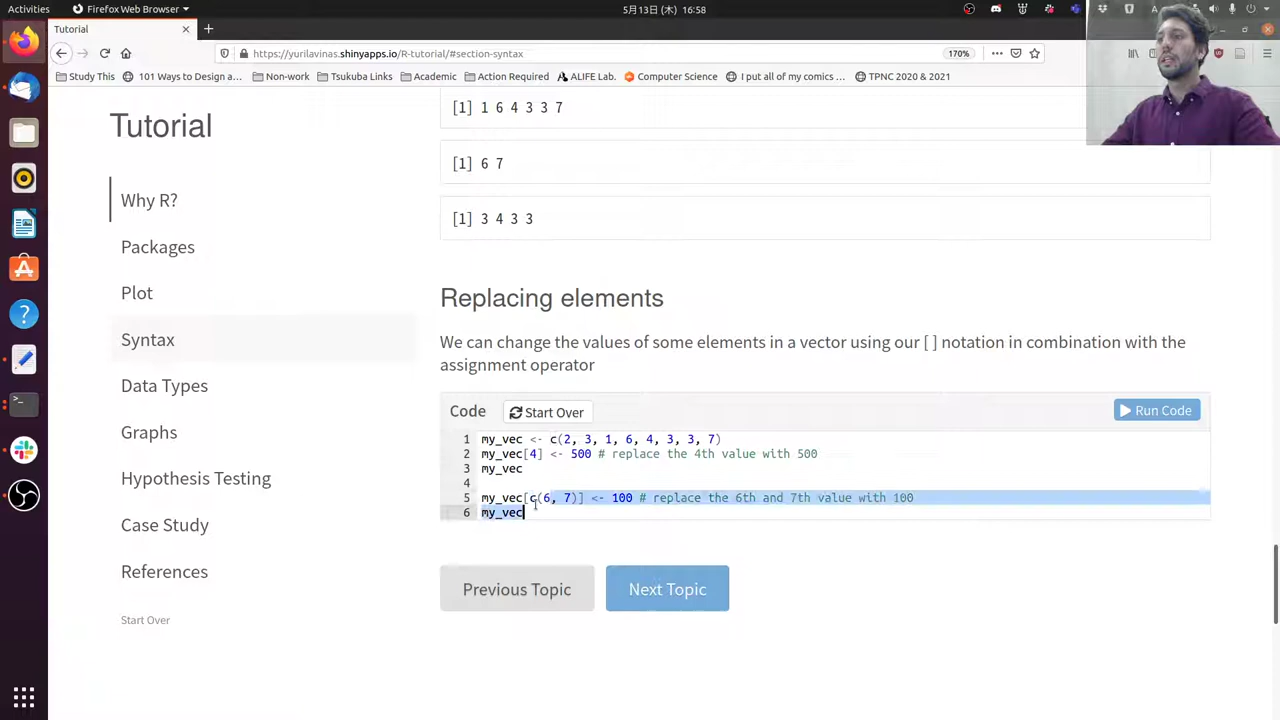 Activities
Firefox Web Browser
5月13日 (木) 16:58
Tutorial
https://yurilavinas.shinyapps.io/R-tutorial/#section-syntax
170%
Study This
101 Ways to Design a...
Non-work
Tsukuba Links
Academic
Action Required
ALIFE Lab.
Computer Science
I put all of my comics ...
TPNC 2020 & 2021
Tutorial
Why R?
Packages
Plot
Syntax
Data Types
Graphs
Hypothesis Testing
Case Study
References
Start Over
[1] 1 6 4 3 3 7
[1] 6 7
[1] 3 4 3 3
Replacing elements
We can change the values of some elements in a vector using our [ ] notation in combination with the
assignment operator
Code
Start Over
Run Code
1 my_vec <- c(2, 3, 1, 6, 4, 3, 3, 7)
2 my_vec[4] <- 500 # replace the 4th value with 500
3 my_vec
4
5 my_vec[c(6, 7)] <- 100 # replace the 6th and 7th value with 100
6 my_vec
Previous Topic
Next Topic